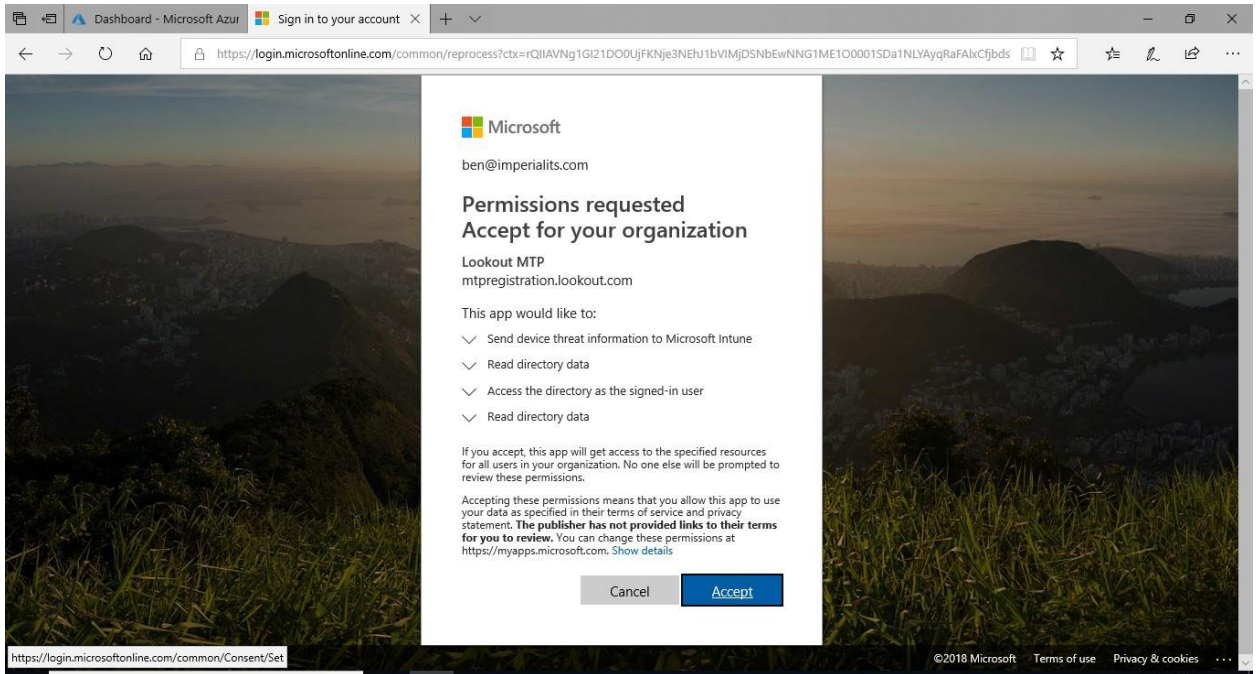 Dashboard - Microsoft Azur
Sign in to your account
https://login.microsoftonline.com/common/reprocess?ctx=
Microsoft
ben@imperialits.com
Permissions requested
Accept for your organization
Lookout MTP
mtpregistration.lookout.com
This app would like to:
Send device threat information to Microsoft Intune
Read directory data
Access the directory as the signed-in user
Read directory data
If you accept, this app will get access to the specified resources
for all users in your organization. No one else will be prompted to
review these permissions.
Accepting these permissions means that you allow this app to use
your data as specified in their terms of service and privacy
statement. The publisher has not provided links to their terms
for you to review. You can change these permissions at
https://myapps.microsoft.com. Show details
Cancel
Accept
https://login.microsoftonline.com/common/Consent/Set
©2018 Microsoft Terms of use Privacy & cookies ...